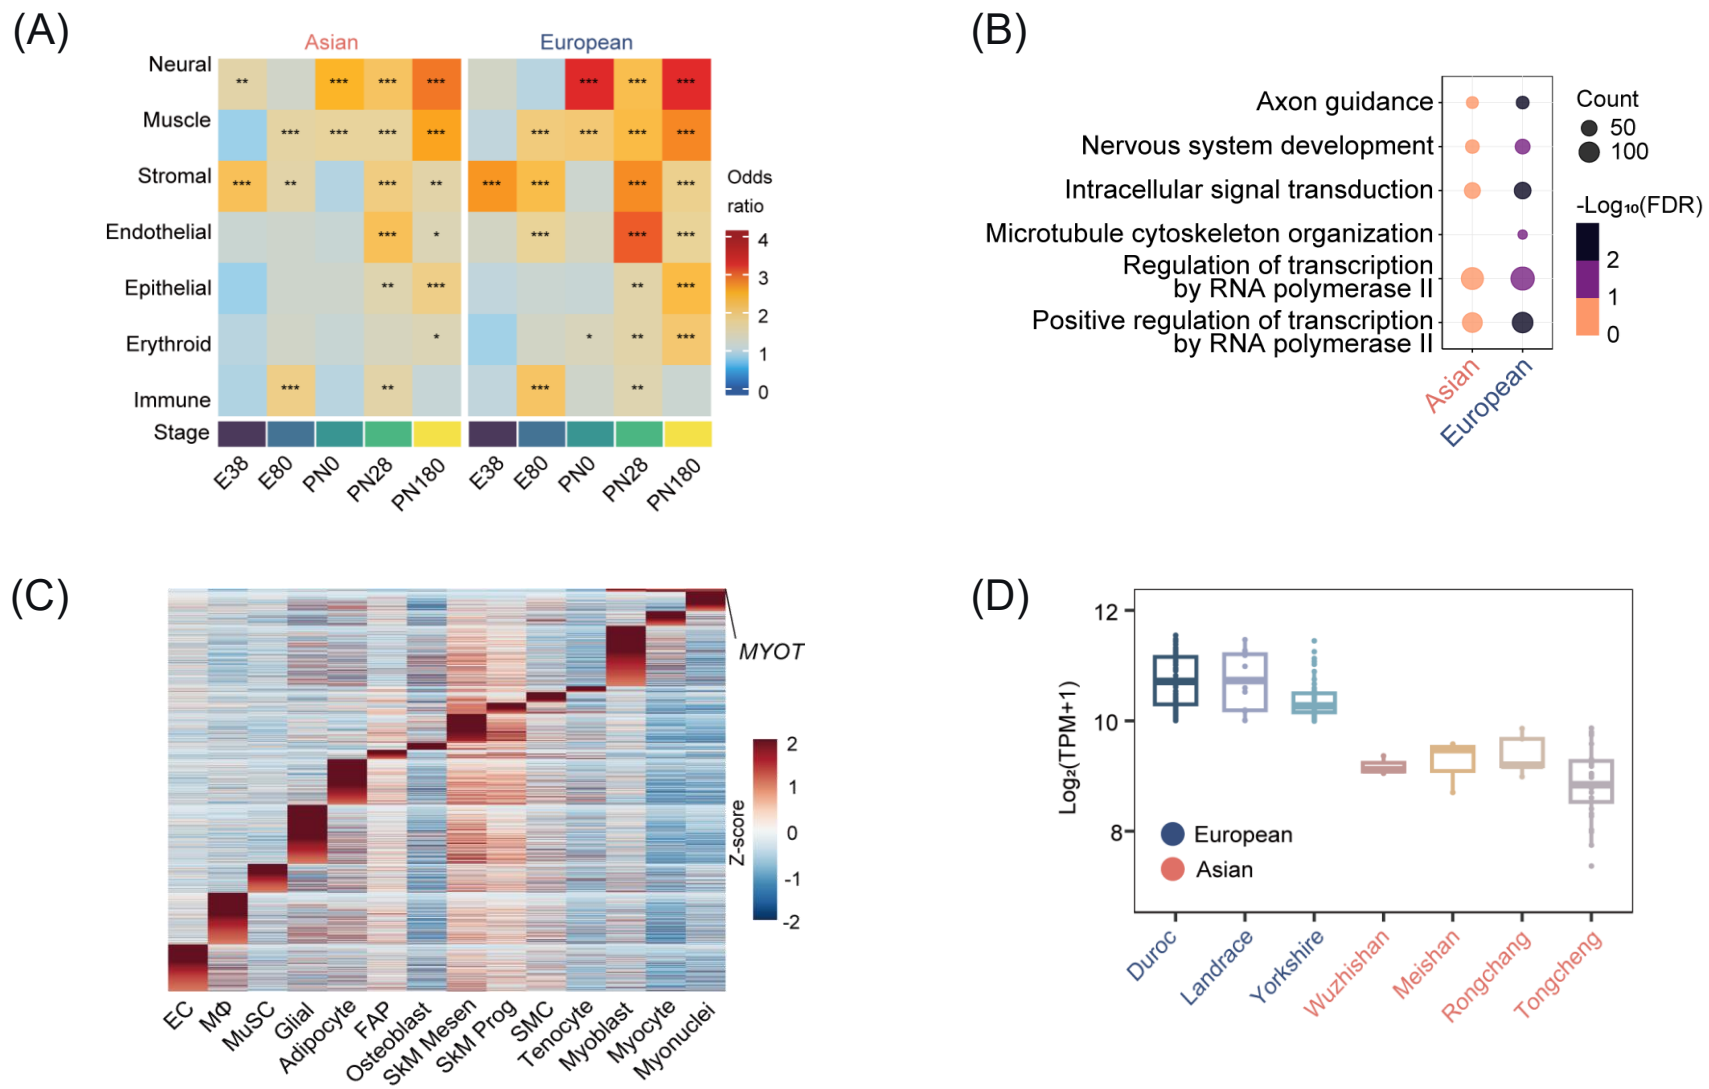 (A)
Asian
European
Neural
** *** *** *** *** *** ***
Muscle
*** *** *** *** *** *** *** ***
Stromal
*** ** *** ** *** *** *** ***
Endothelial
*** * *** *** ***
Epithelial
** *** ** ***
Erythroid
* * ** ***
Immune
*** ** *** **
Stage
E38
E80
PN0
PN28
PN180
E38
E80
PN0
PN28
PN180
Odds
ratio
4
3
2
1
0
(B)
Axon guidance
Nervous system development
Intracellular signal transduction
Microtubule cytoskeleton organization
Regulation of transcription
by RNA polymerase II
Positive regulation of transcription
by RNA polymerase II
Asian
European
Count
50
100
-Log₁₀(FDR)
2
1
0
(C)
MYOT
EC
MΦ
MuSC
Glial
Adipocyte
FAP
Osteoblast
SkM Mesen
SkM Prog
SMC
Tenocyte
Myoblast
Myocyte
Myonuclei
Z-score
2
1
0
-1
-2
(D)
Log₂(TPM+1)
12
10
8
European
Asian
Duroc
Landrace
Yorkshire
Wuzhishan
Meishan
Rongchang
Tongcheng